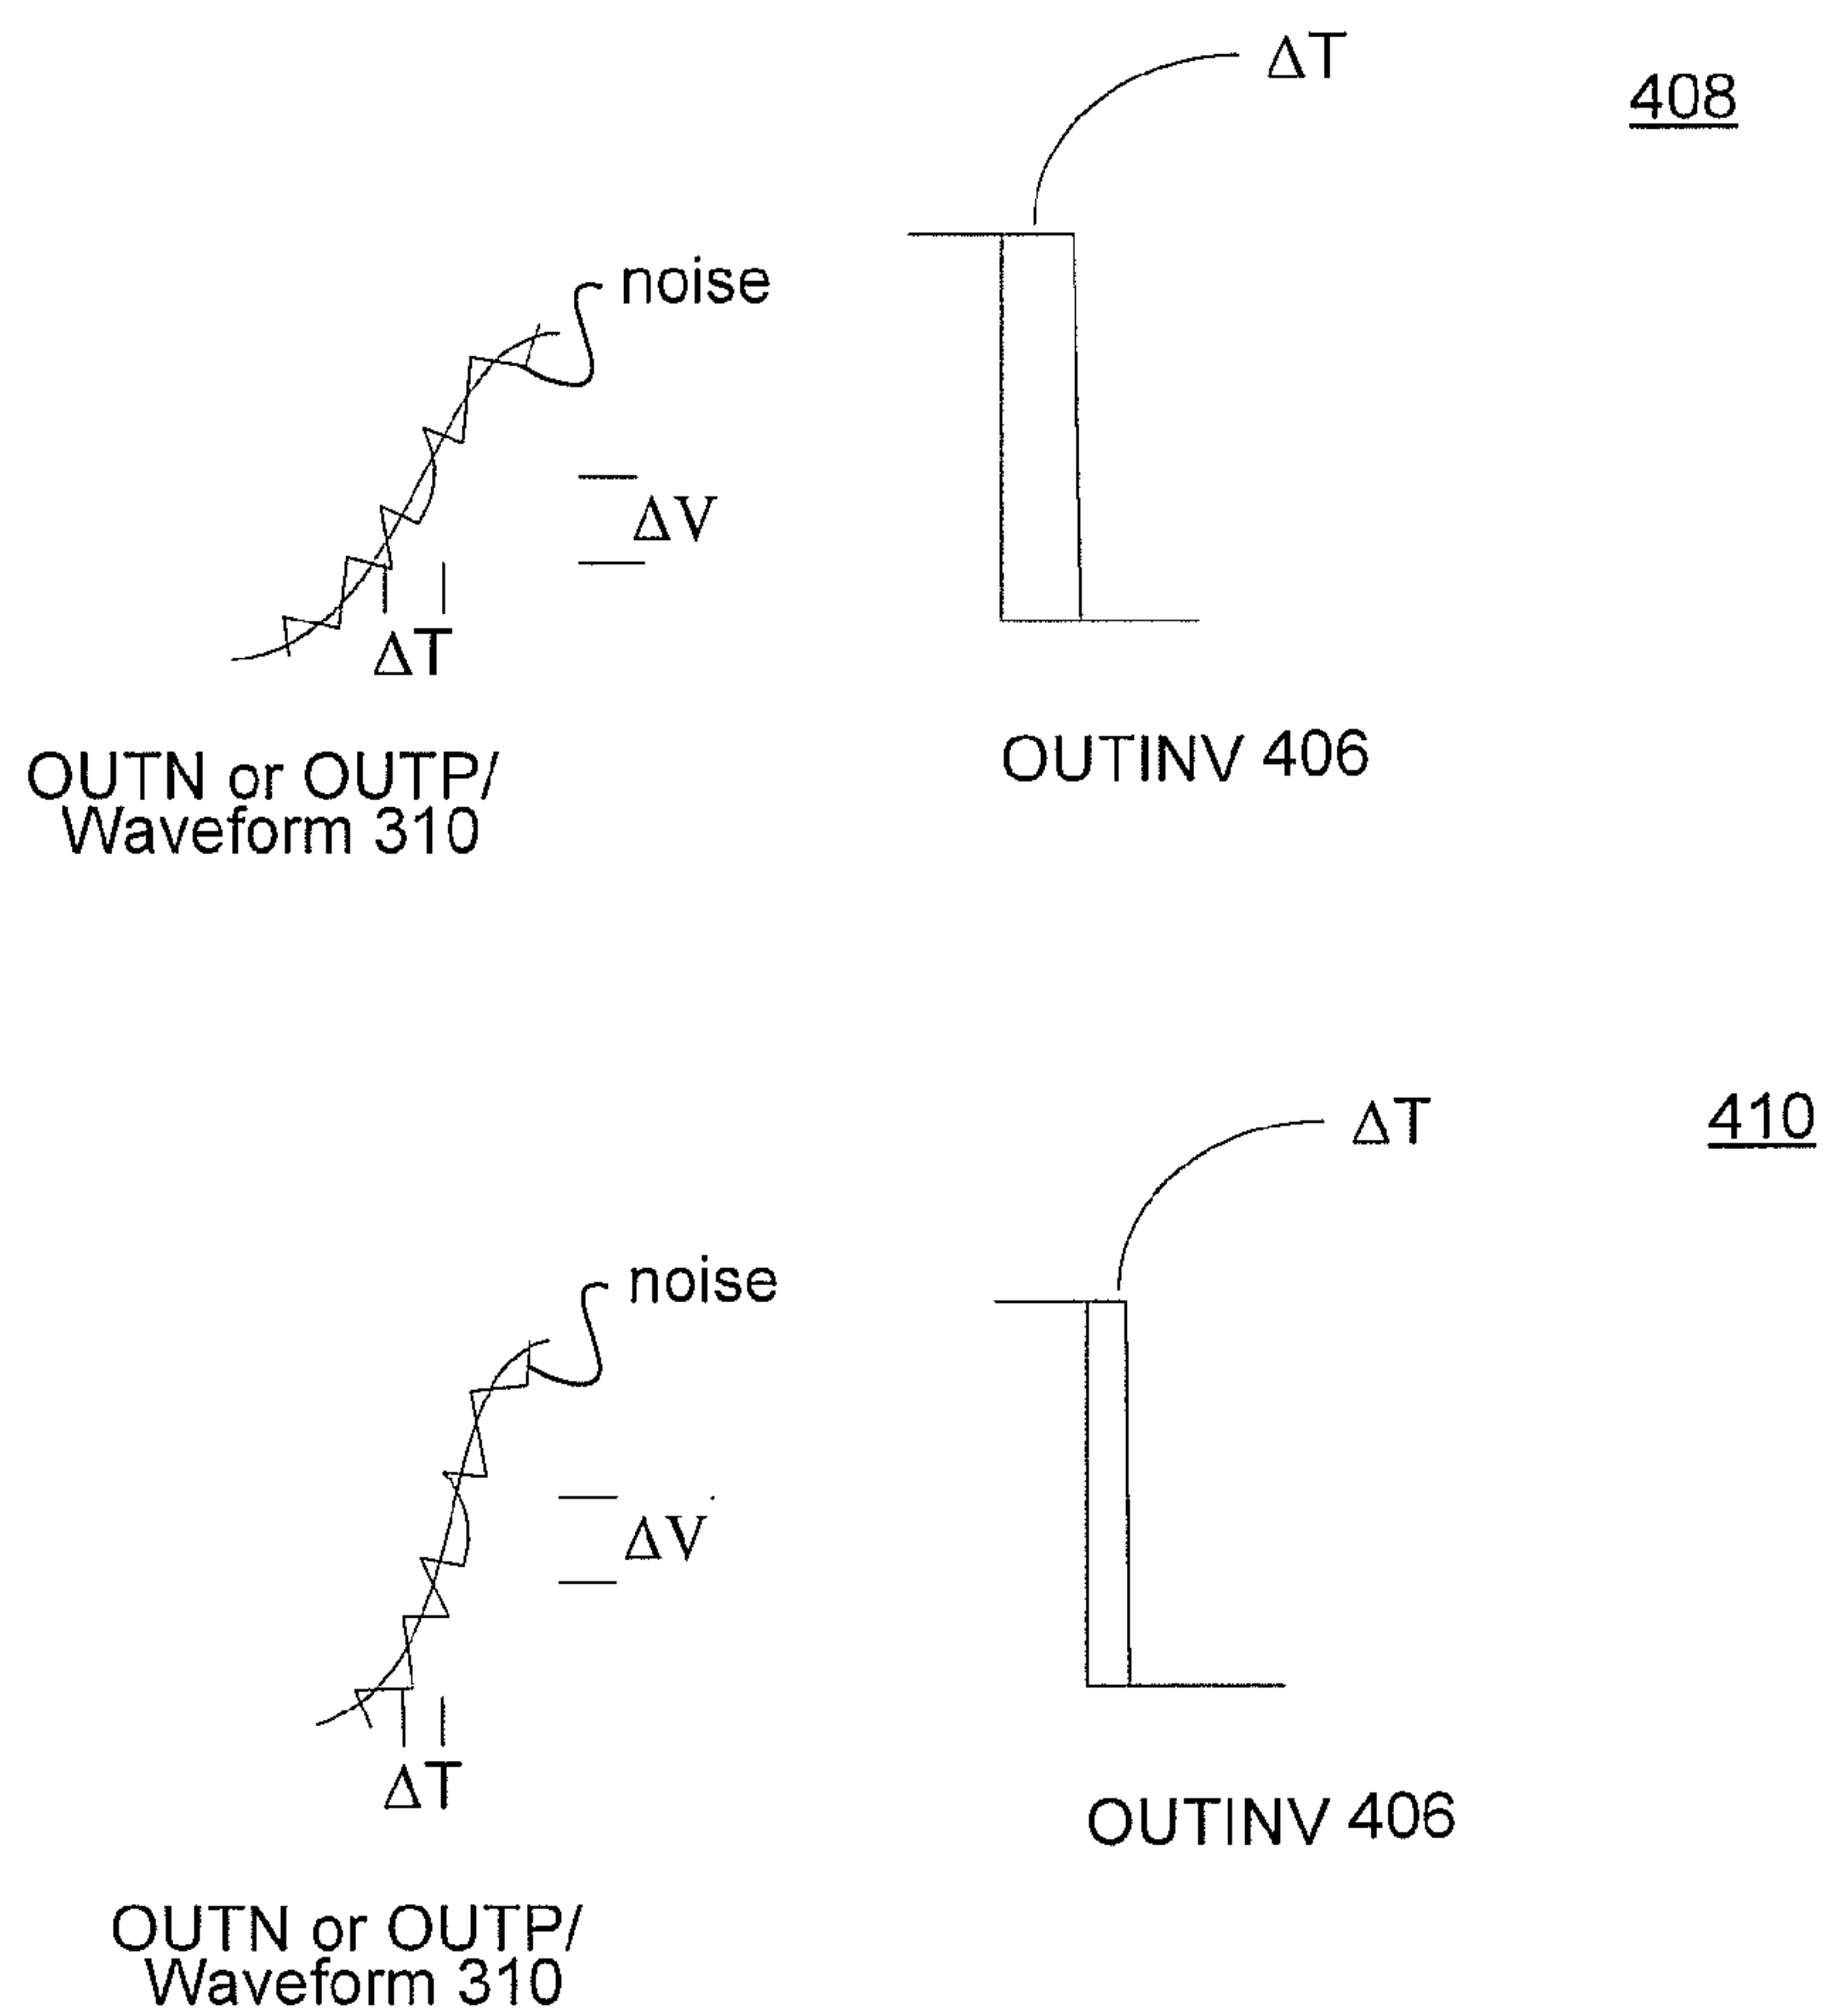 ΔT
408
noise
ΔV
ΔT
OUTN or OUTP/
Waveform 310
OUTINV 406
ΔT
410
noise
ΔV
ΔT
OUTINV 406
OUTN or OUTP/
Waveform 310